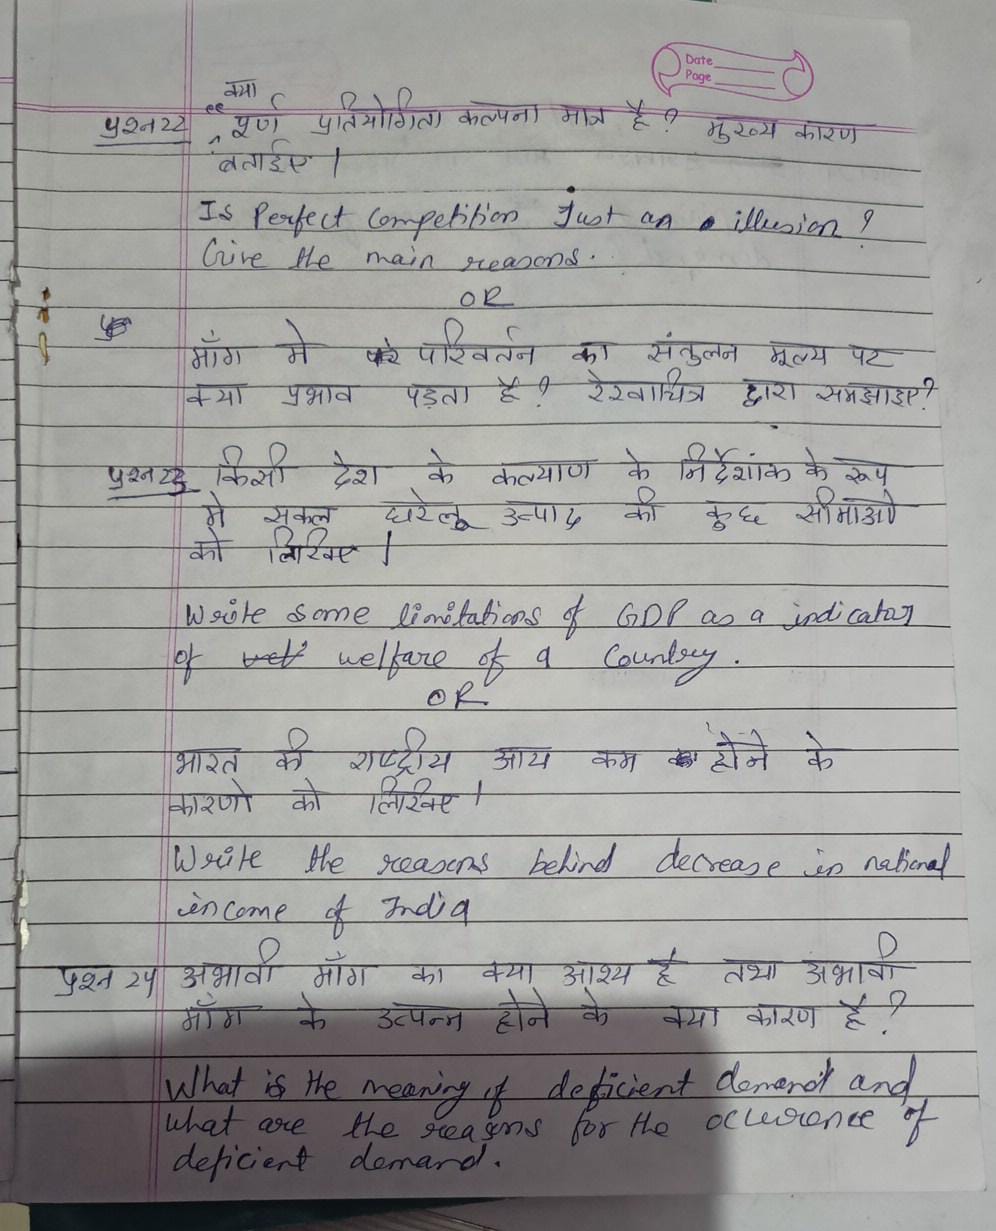 Date
Page
क्या
प्रश्न22 "पूर्ण प्रतियोगिता कल्पना मात्र है? मुख्य कारण
बताईए।
Is Perfect Competition Just an illusion?
Give the main reasons.
OR
माँग मे परिवर्तन का संतुलन मूल्य पर
क्या प्रभाव पड़ता है? रेखाचित्र द्वारा समझाइए?
प्रश्न23 किसी देश के कल्याण के निर्देशांक के रूप
मे सकल घरेलू उत्पाद की कुछ सीमाओ
को लिखिए।
Write some limitations of GDP as a indicator
of welfare of a Country.
OR
भारत की राष्ट्रीय आय कम होने के
कारणो को लिखिए।
Write the reasons behind decrease in national
income of India
प्रश्न 24 अभावी माँग का क्या आश्य है तथा अभावी
माँग के उत्पन्न होने के क्या कारण हैं?
What is the meaning of deficient demand and
what are the reasons for the occurence of
deficient demand.